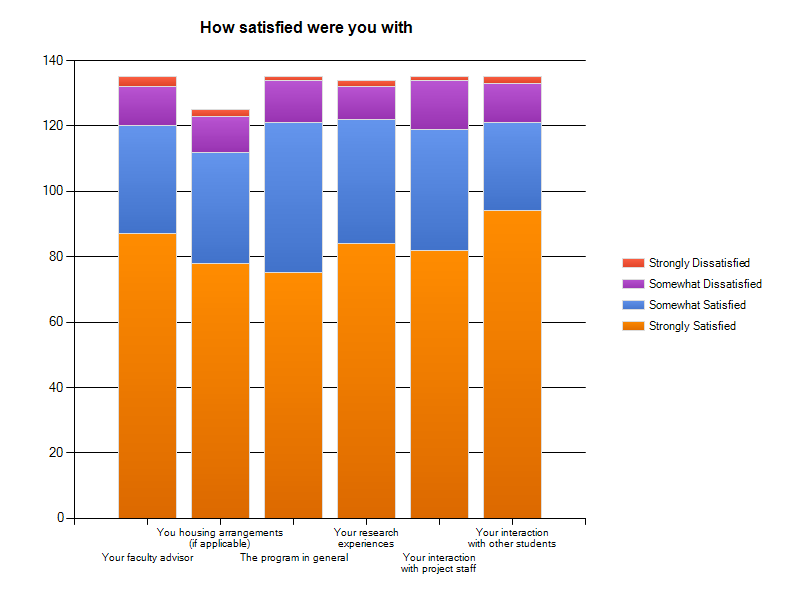 How satisfied were you with
140
120
100
80
60
40
20
0
Strongly Dissatisfied
Somewhat Dissatisfied
Somewhat Satisfied
Strongly Satisfied
Your faculty advisor
You housing arrangements
(if applicable)
The program in general
Your research
experiences
Your interaction
with project staff
Your interaction
with other students